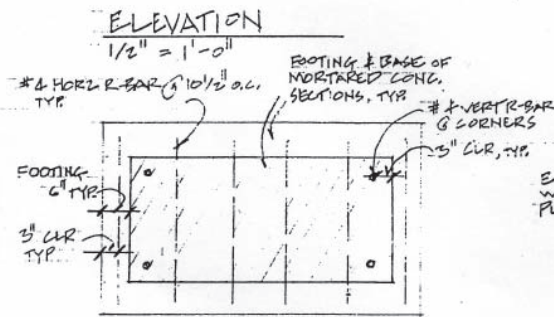 ELEVATION
1/2" = 1'-0"
#4 HORZ R-BAR @ 10 1/2" O.C.
TYP.
FOOTING & BASE OF
MORTARED CONC.
SECTIONS, TYP.
#4 VERT R-BAR
@ CORNERS
3" CLR, TYP.
FOOTING
6" TYP.
3" CLR
TYP